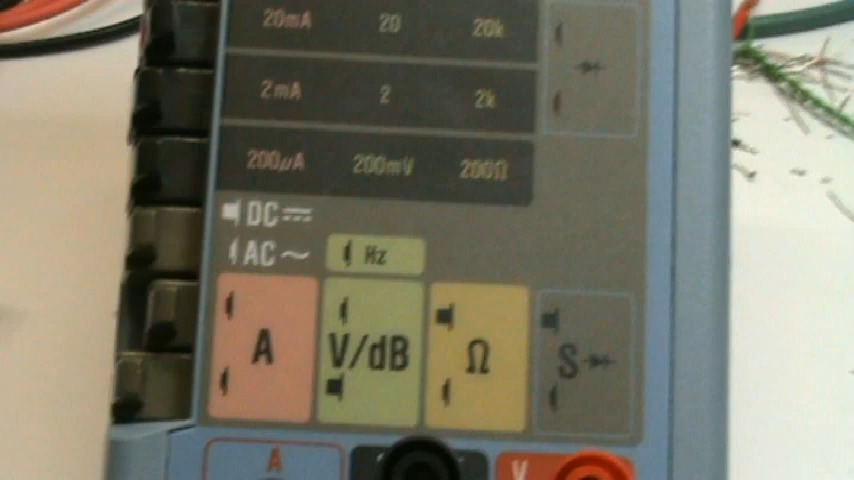 20mA 20 20k
2mA 2 2k
200µA 200mV 200Ω
DC
AC ~ Hz
A V/dB Ω S
A V